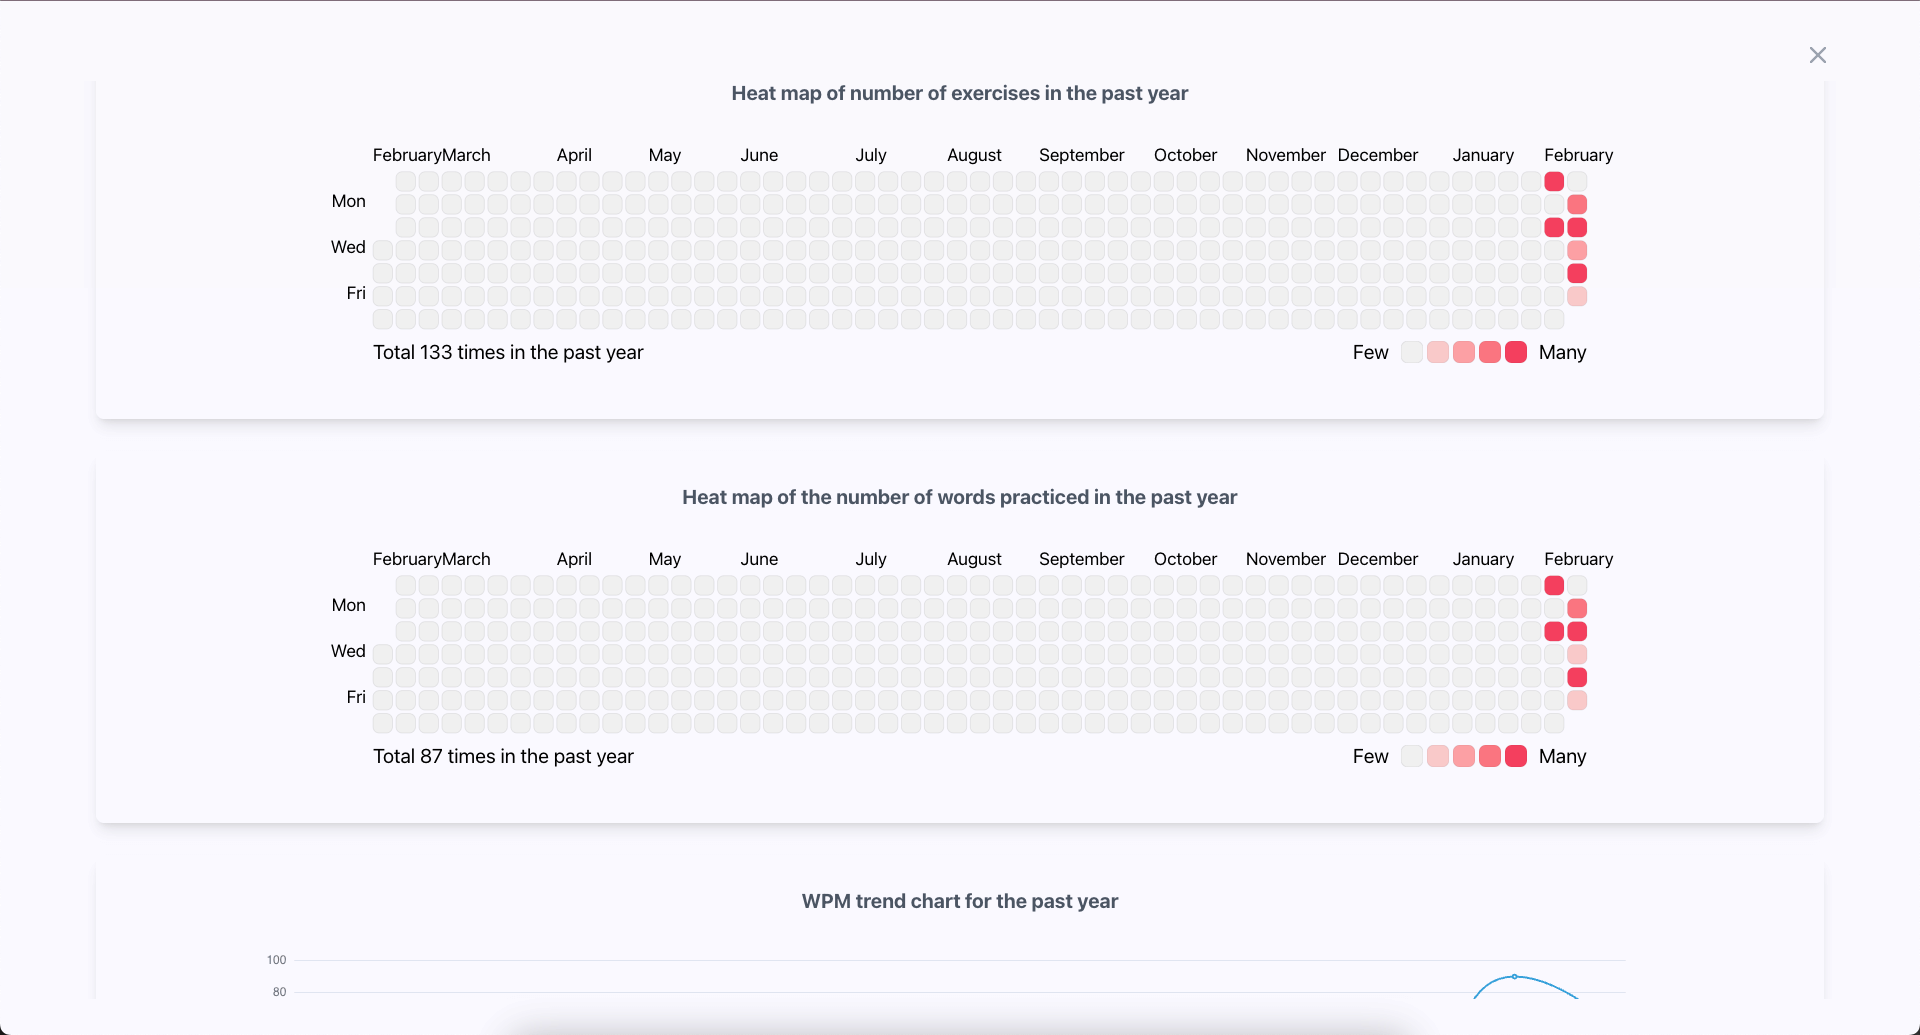 Heat map of number of exercises in the past year
February March April May June July August September October November December January February
Mon
Wed
Fri
Total 133 times in the past year Few Many
Heat map of the number of words practiced in the past year
February March April May June July August September October November December January February
Mon
Wed
Fri
Total 87 times in the past year Few Many
WPM trend chart for the past year
100
80